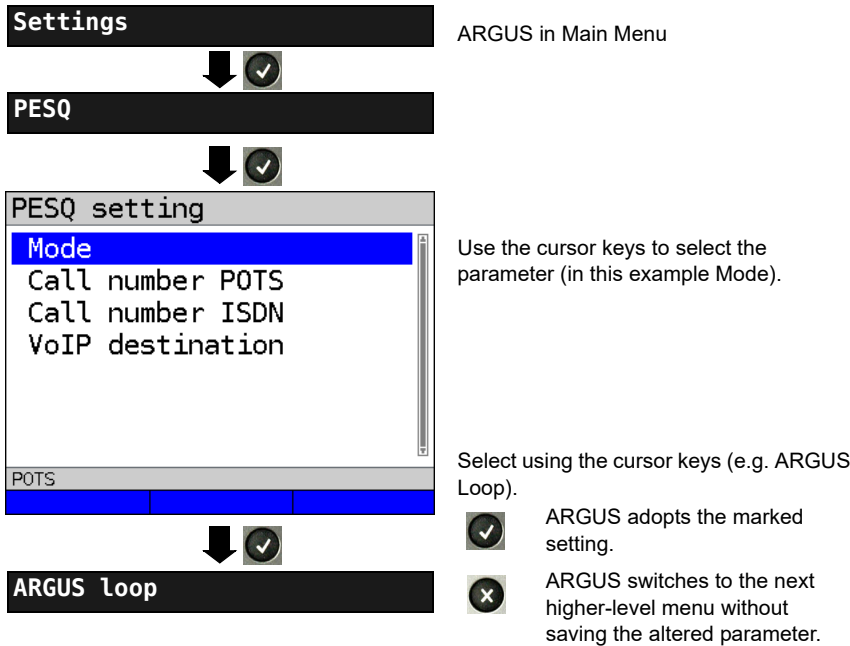 Settings
ARGUS in Main Menu
PESQ
PESQ setting
Mode
Call number POTS
Call number ISDN
VoIP destination
POTS
Use the cursor keys to select the
parameter (in this example Mode).
Select using the cursor keys (e.g. ARGUS
Loop).
ARGUS adopts the marked
setting.
ARGUS loop
ARGUS switches to the next
higher-level menu without
saving the altered parameter.